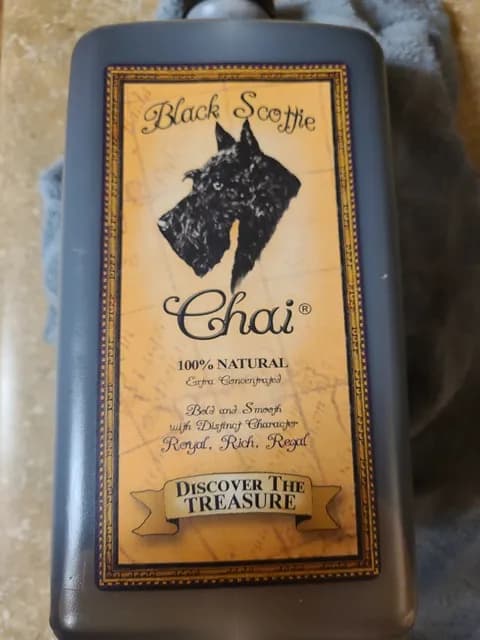 Black Scottie
Chai®
100% NATURAL
Extra Concentrated
Bold and Smooth
with Distinct Character
Royal, Rich, Regal
DISCOVER THE
TREASURE